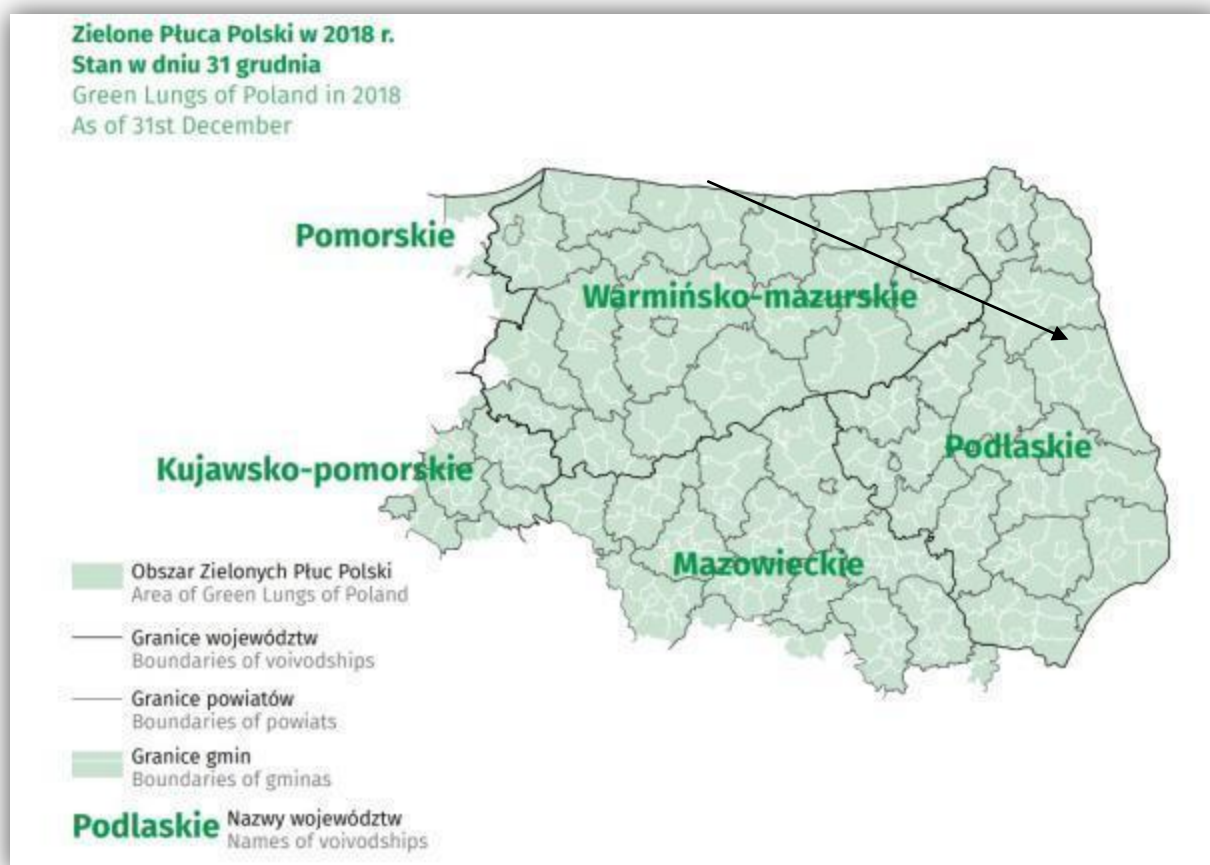 Zielone Płuca Polski w 2018 r.
Stan w dniu 31 grudnia
Green Lungs of Poland in 2018
As of 31st December
Pomorskie
Warmińsko-mazurskie
Podlaskie
Kujawsko-pomorskie
Mazowieckie
Obszar Zielonych Płuc Polski
Area of Green Lungs of Poland
Granice województw
Boundaries of voivodships
Granice powiatów
Boundaries of powiats
Granice gmin
Boundaries of gminas
Podlaskie Nazwy województw
Names of voivodships